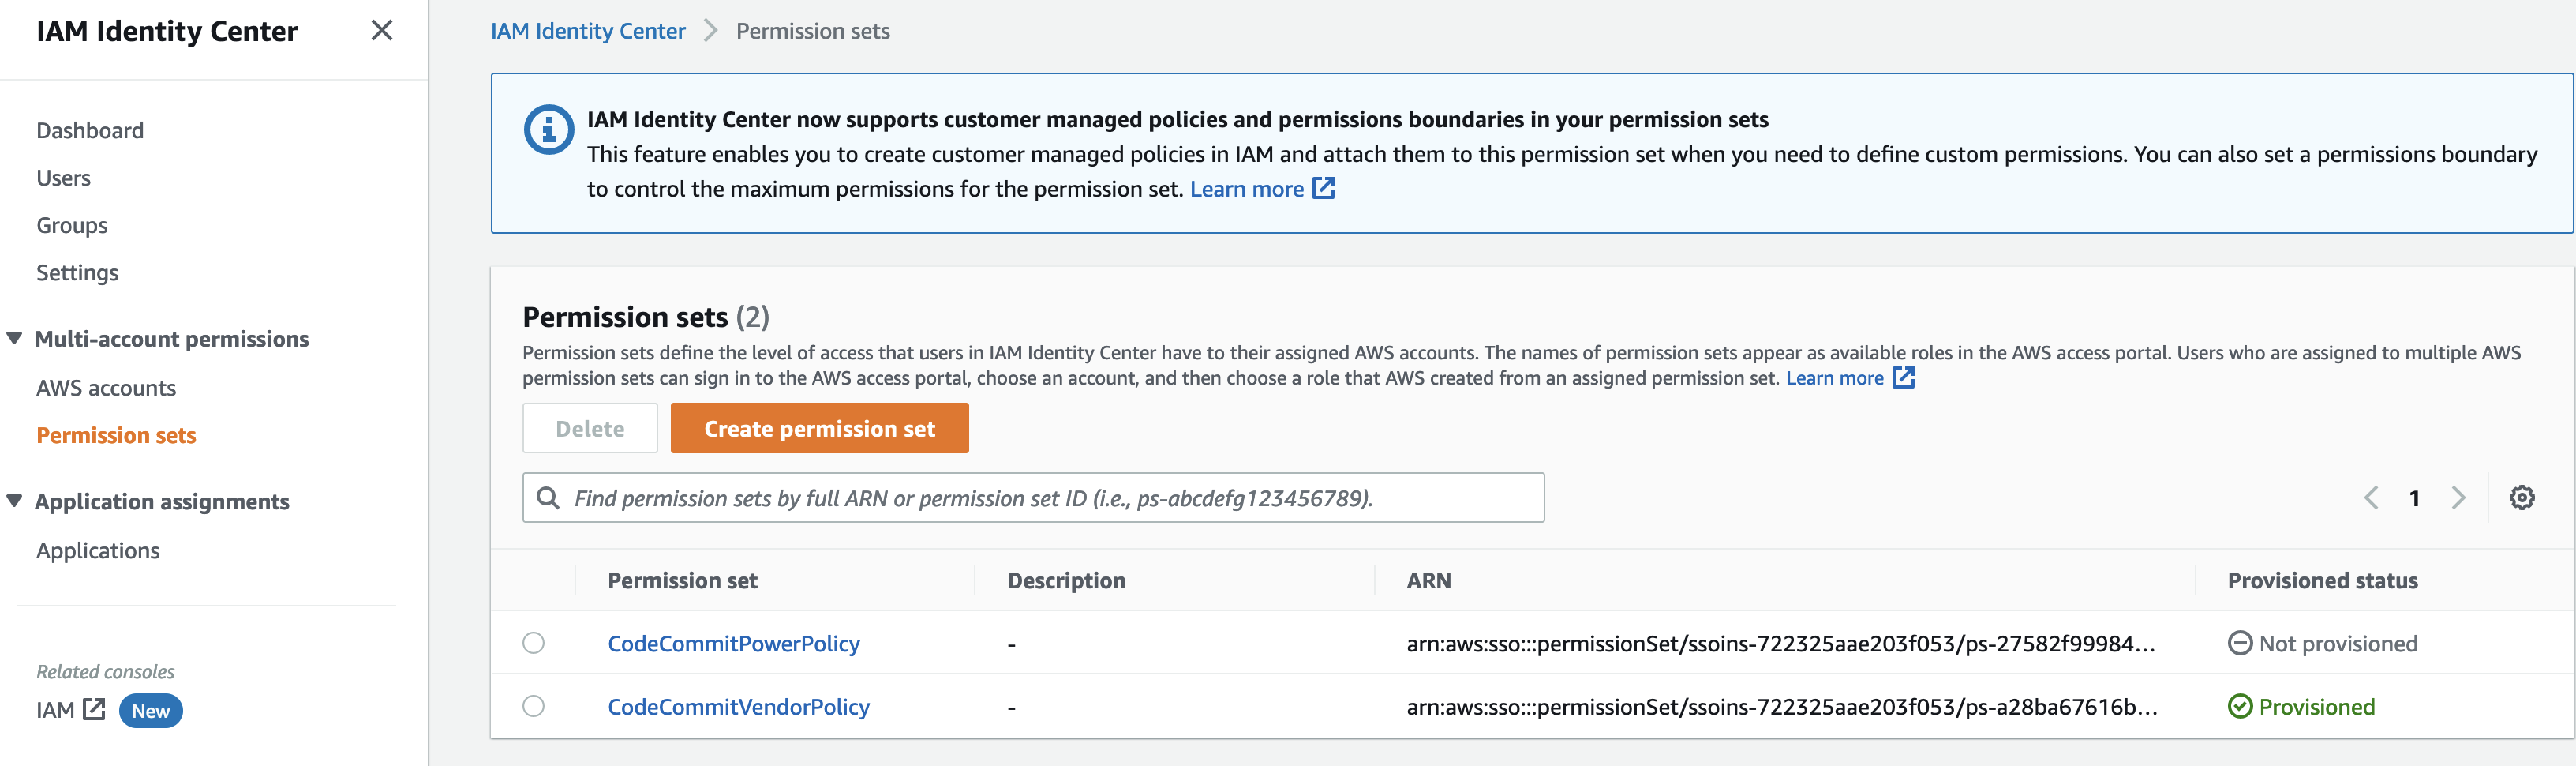 IAM Identity Center
Dashboard
Users
Groups
Settings
Multi-account permissions
AWS accounts
Permission sets
Application assignments
Applications
Related consoles
IAM New
IAM Identity Center > Permission sets
IAM Identity Center now supports customer managed policies and permissions boundaries in your permission sets
This feature enables you to create customer managed policies in IAM and attach them to this permission set when you need to define custom permissions. You can also set a permissions boundary
to control the maximum permissions for the permission set. Learn more
Permission sets (2)
Permission sets define the level of access that users in IAM Identity Center have to their assigned AWS accounts. The names of permission sets appear as available roles in the AWS access portal. Users who are assigned to multiple AWS
permission sets can sign in to the AWS access portal, choose an account, and then choose a role that AWS created from an assigned permission set. Learn more
Delete Create permission set
Find permission sets by full ARN or permission set ID (i.e., ps-abcdefg123456789).
1
Permission set Description ARN Provisioned status
CodeCommitPowerPolicy - arn:aws:sso:::permissionSet/ssoins-722325aae203f053/ps-27582f99984... Not provisioned
CodeCommitVendorPolicy - arn:aws:sso:::permissionSet/ssoins-722325aae203f053/ps-a28ba67616b... Provisioned